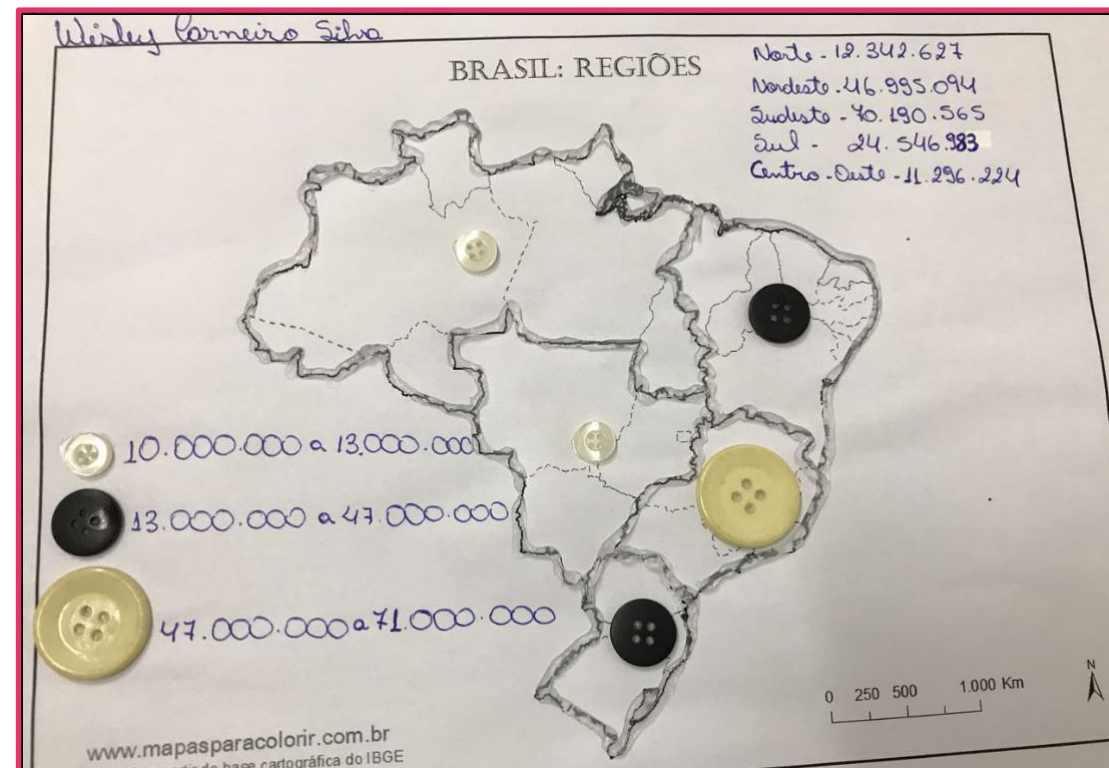 Wesley Carneiro Silva
BRASIL: REGIÕES
Norte - 12.342.627
Nordeste - 46.995.094
Sudeste - 70.190.565
Sul - 24.546.983
Centro-Oeste - 11.296.224
10.000.000 a 13.000.000
13.000.000 a 47.000.000
47.000.000 a 71.000.000
0 250 500 1.000 Km
N
www.mapasparacolorir.com.br
base cartográfica do IBGE